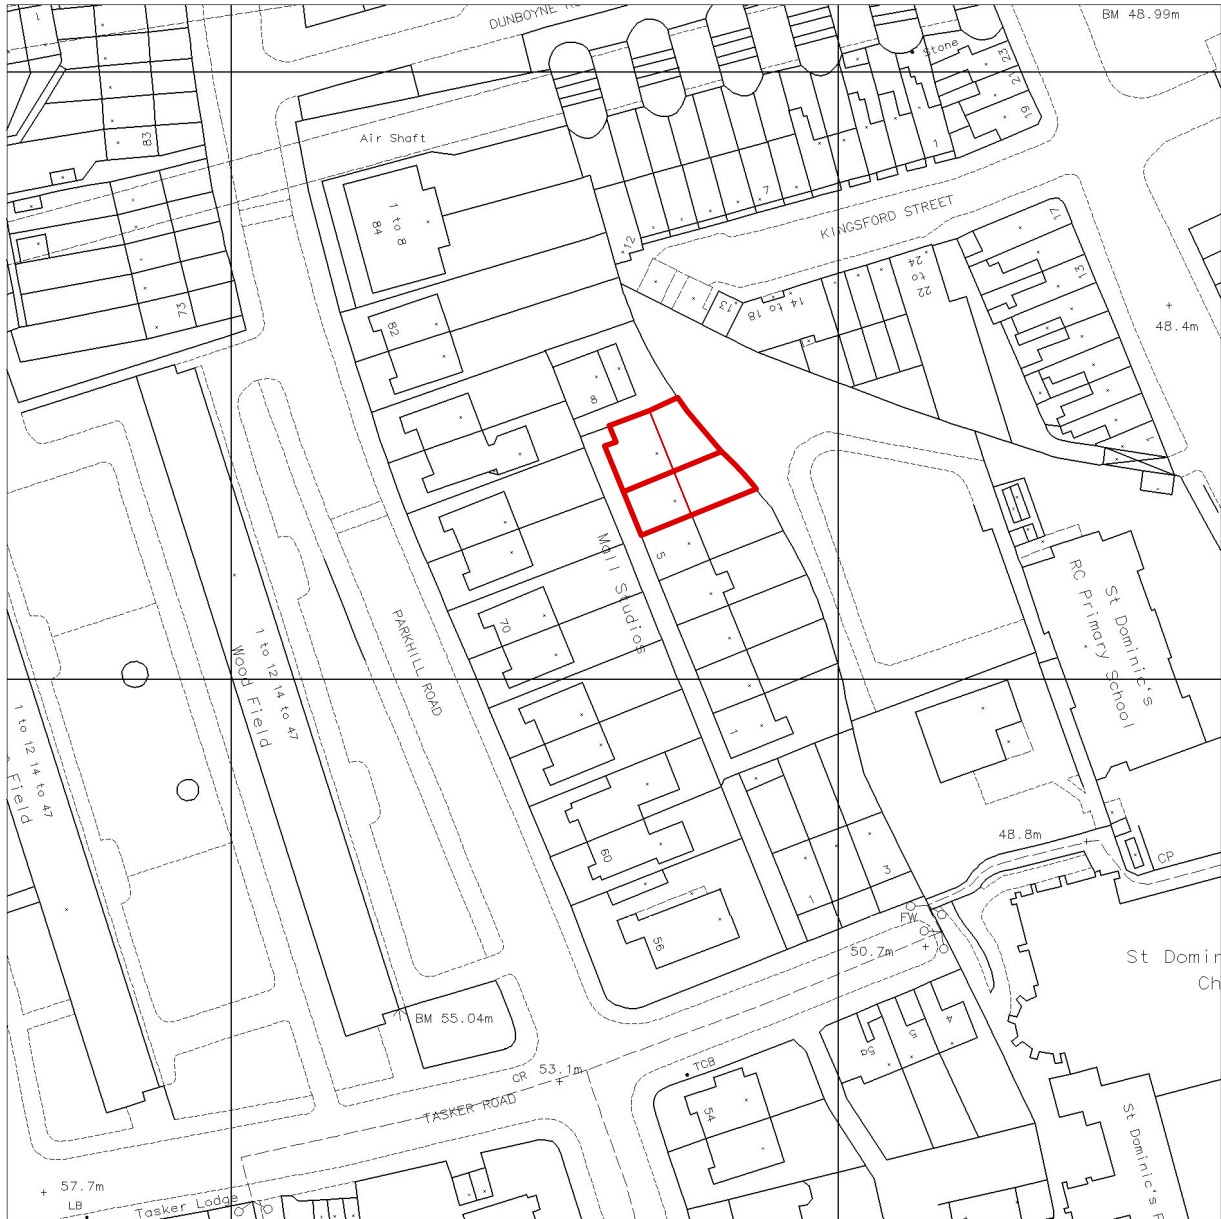 DUNBOYNE
BM 48.99m
Stone
23
21
19
1
83
Air Shaft
1 to 8
84
7
12
KINGSFORD STREET
17
22
to
24
13
14 to 18
13
48.4m
73
82
8
1
5
Mall Studios
PARKHILL ROAD
70
1
St Dominic's
RC Primary School
1 to 12 14 to 47
Wood Field
1 to 12 14 to 47
Field
48.8m
CP
60
3
1
FW
56
50.7m
St Domin
Ch
BM 55.04m
4
5
5a
TCB
CR
53.1m
TASKER ROAD
54
St Dominic's
57.7m
LB
Tasker Lodge